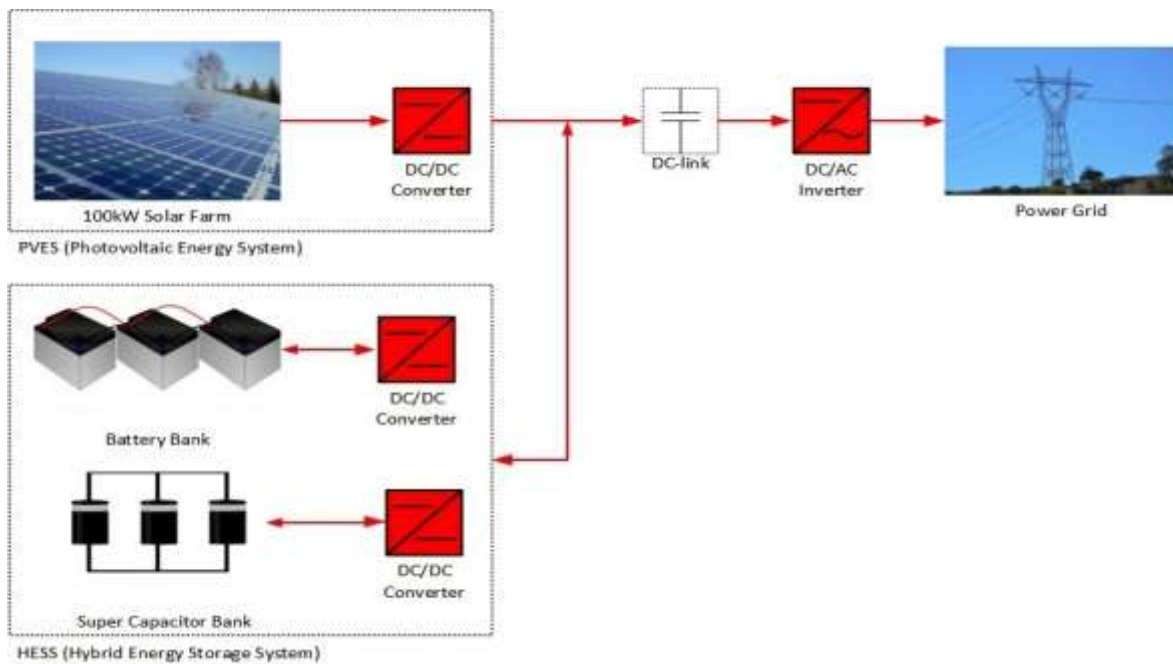 DC/DC
Converter
100kW Solar Farm
PVES (Photovoltaic Energy System)
DC-link
DC/AC
Inverter
Power Grid
DC/DC
Converter
Battery Bank
DC/DC
Converter
Super Capacitor Bank
HESS (Hybrid Energy Storage System)